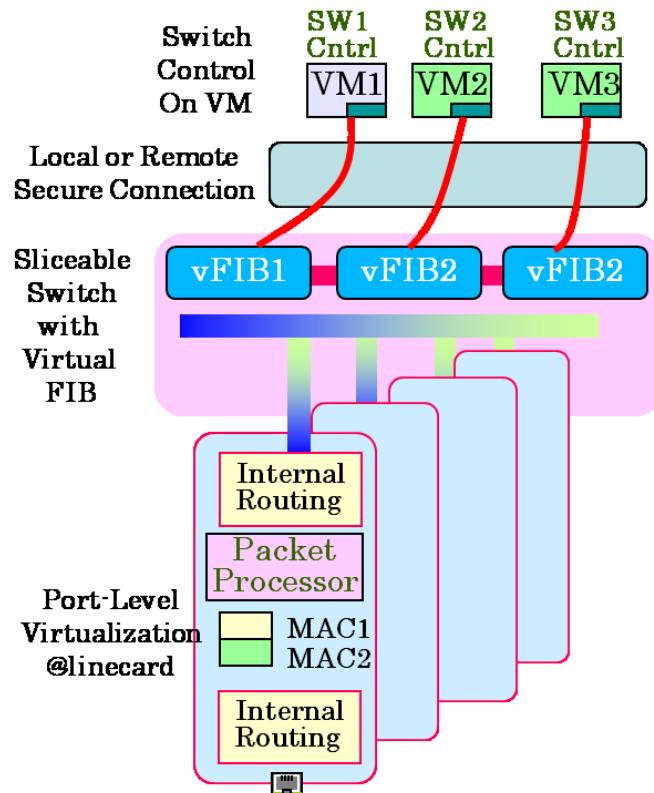 Switch
Control
On VM
SW1
Cntrl
SW2
Cntrl
SW3
Cntrl
VM1
VM2
VM3
Local or Remote
Secure Connection
Sliceable
Switch
with
Virtual
FIB
vFIB1
vFIB2
vFIB2
Internal
Routing
Packet
Processor
Port-Level
Virtualization
@linecard
MAC1
MAC2
Internal
Routing